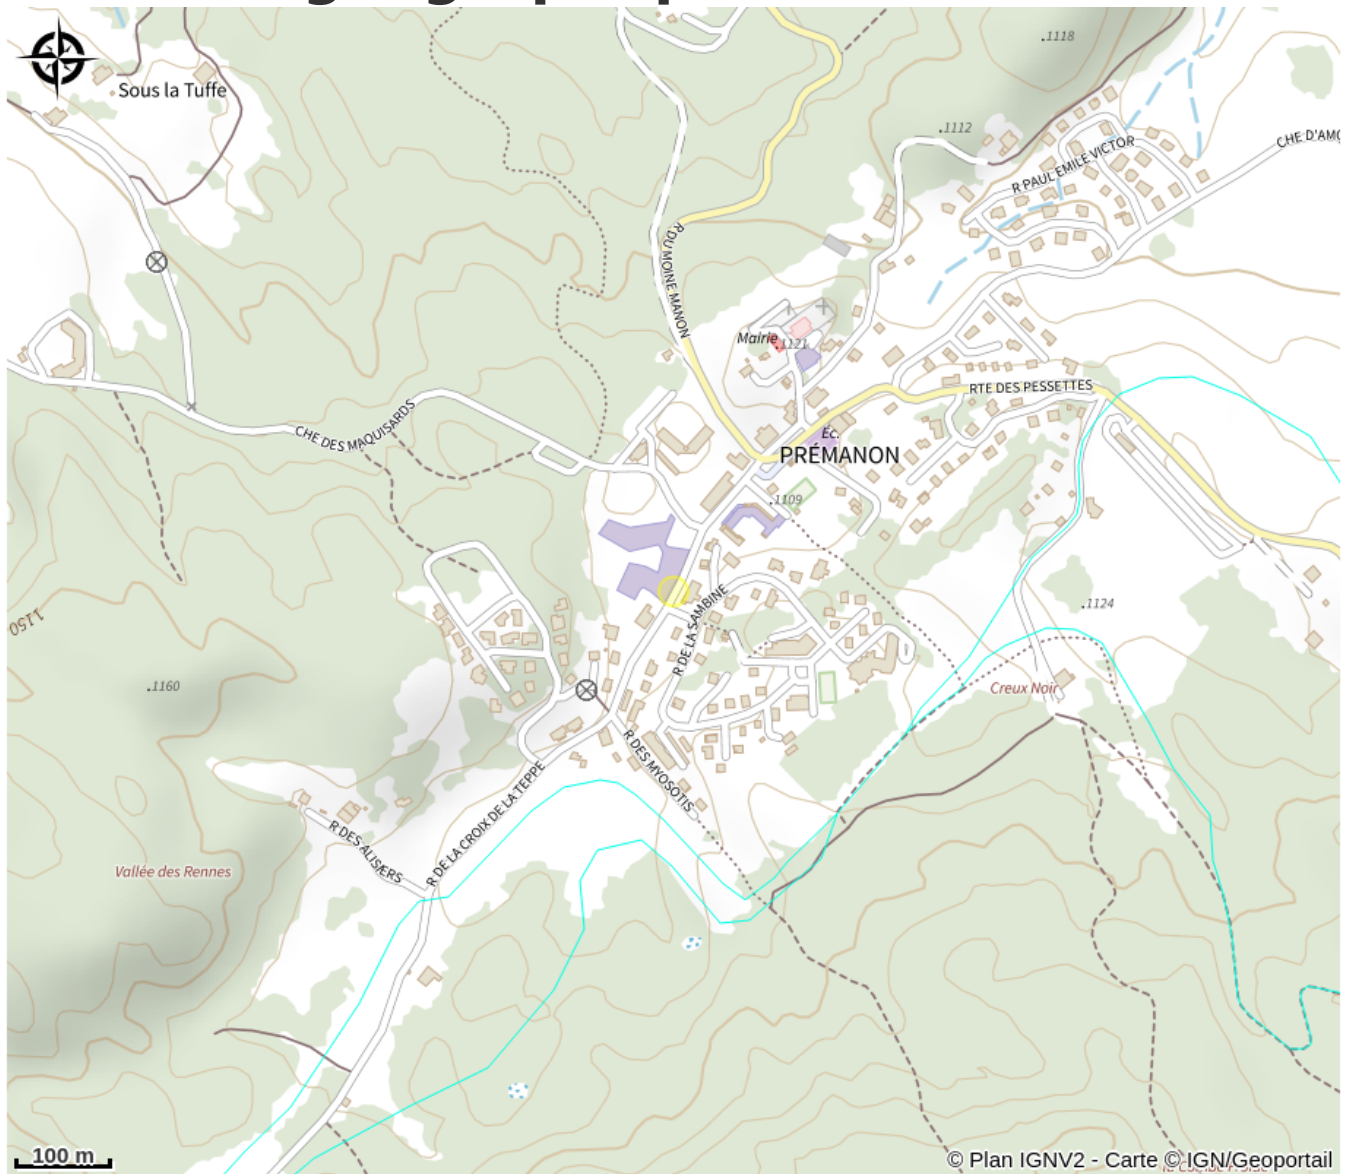 .1118
Sous la Tuffe
.1112
CHE D'AM
R PAUL EMILE VICTOR
R DU MOINE MANON
Mairie
.1121
RTE DES PESSETTES
CHE DES MAQUISARDS
Éc.
PRÉMANON
.1109
1150
.1124
R DE LA SAMBINE
.1160
Creux Noir
R DES MYOSOTIS
R DE LA CROIX DE LA TEPPE
R DES ALISIERS
Vallée des Rennes
100 m
© Plan IGNV2 - Carte © IGN/Geoportail